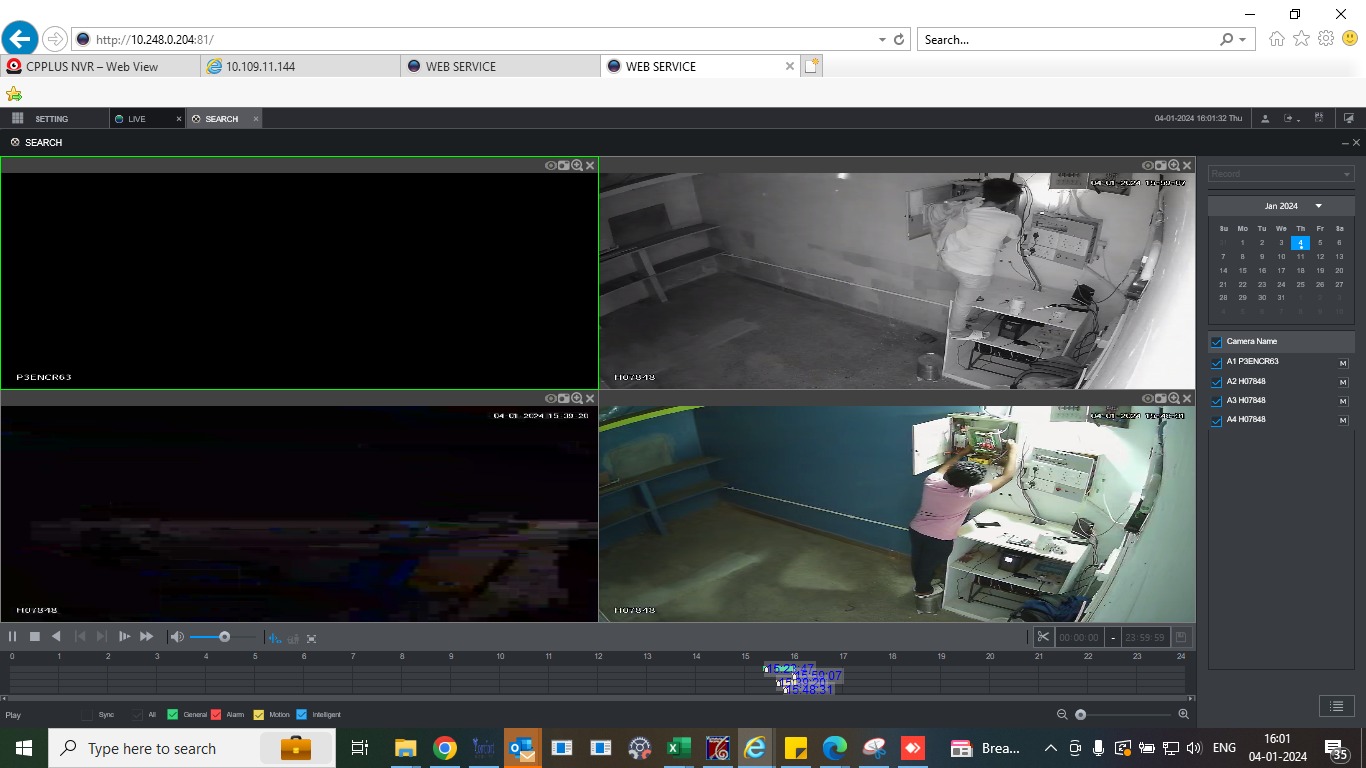 http://10.248.0.204:81/
Search...
CPPLUS NVR – Web View
10.109.11.144
WEB SERVICE
WEB SERVICE
SETTING
LIVE
SEARCH
04-01-2024 16:01:32 Thu
SEARCH
04-01-2024 15:59:07
P3ENCR63
H07848
04-01-2024 15:39:20
H07848
04-01-2024 15:48:31
H07848
Record
Jan 2024
Su Mo Tu We Th Fr Sa
31 1 2 3 4 5 6
7 8 9 10 11 12 13
14 15 16 17 18 19 20
21 22 23 24 25 26 27
28 29 30 31 1 2 3
4 5 6 7 8 9 10
Camera Name
A1 P3ENCR63 M
A2 H07848 M
A3 H07848 M
A4 H07848 M
00:00:00 - 23:59:59
0 1 2 3 4 5 6 7 8 9 10 11 12 13 14 15 16 17 18 19 20 21 22 23 24
15:59:07
15:39:20
15:48:31
Play
Sync
All
General
Alarm
Motion
Intelligent
Type here to search
Brea...
ENG
16:01
04-01-2024
35